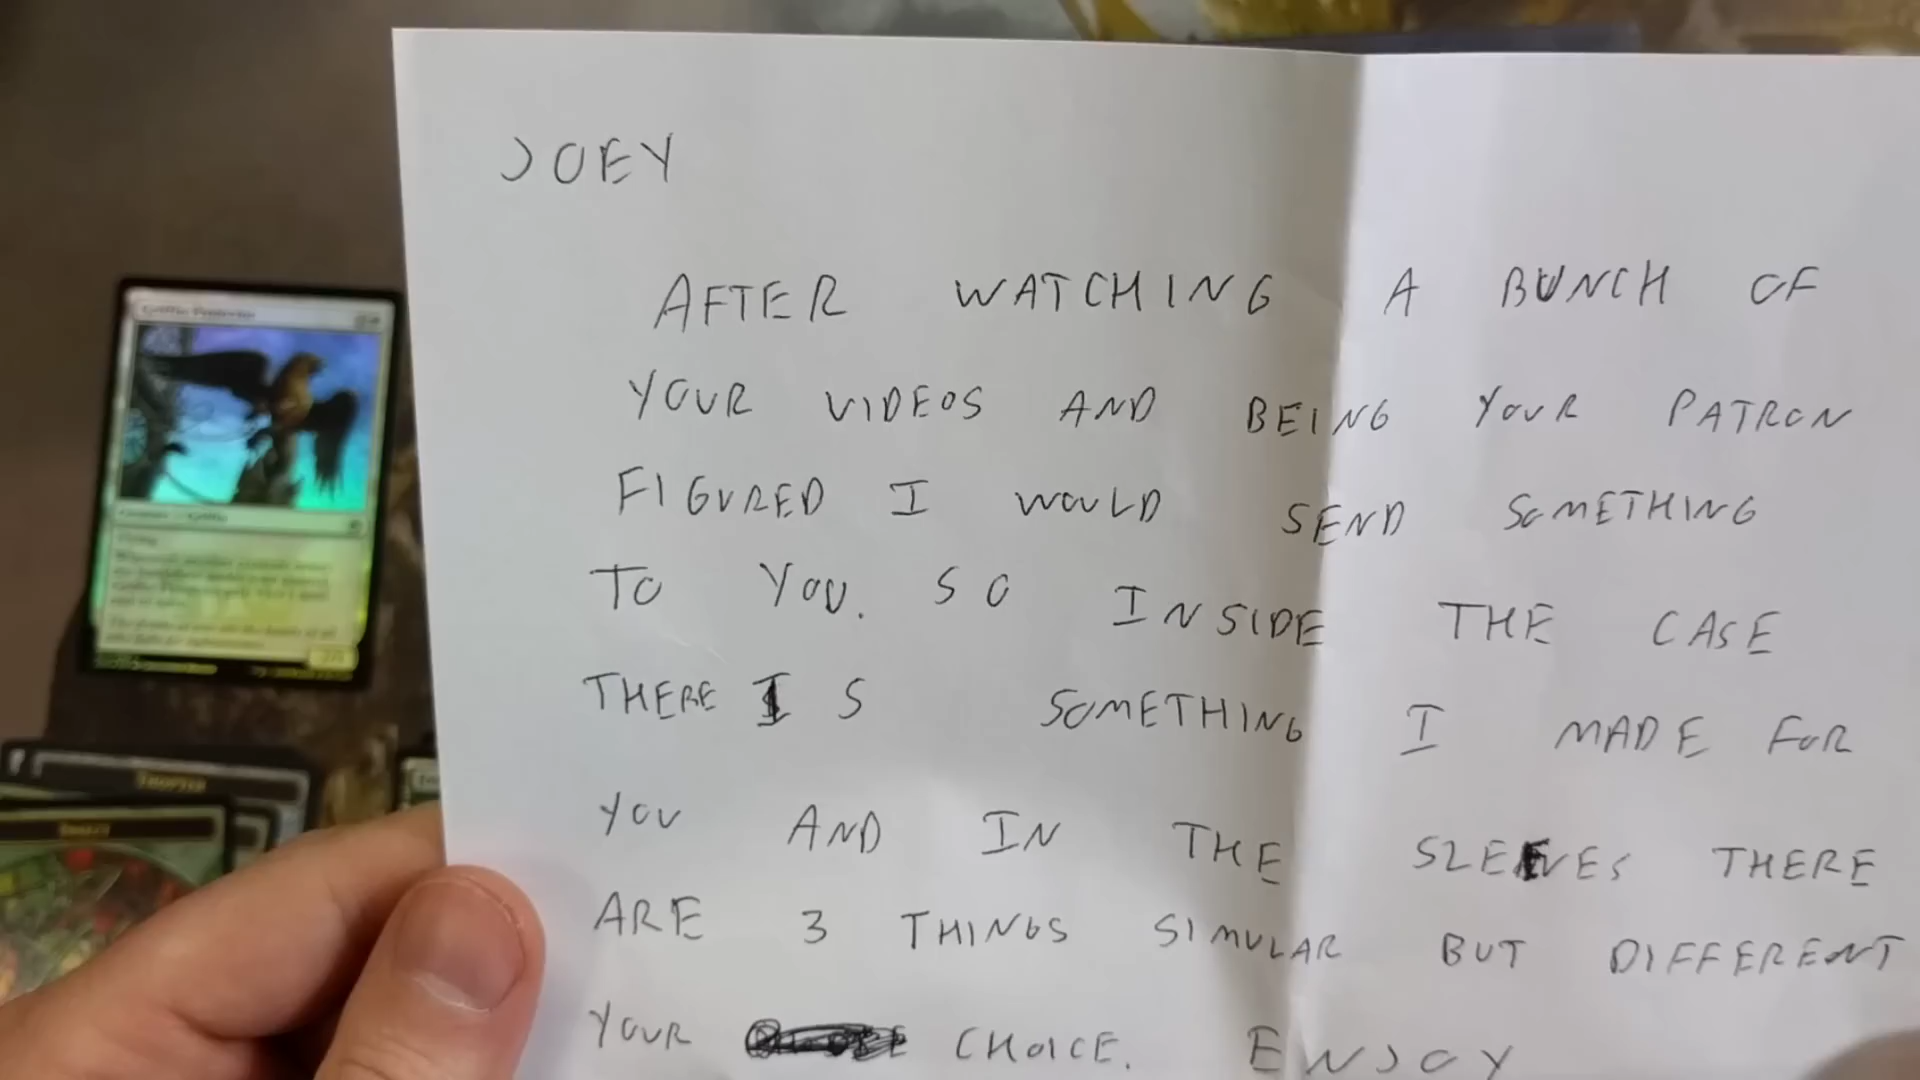 JOEY
AFTER WATCHING A BUNCH OF
YOUR VIDEOS AND BEING YOUR PATRON
FIGURED I WOULD SEND SOMETHING
TO YOU. SO INSIDE THE CASE
THERE IS SOMETHING I MADE FOR
YOU AND IN THE SLEEVES THERE
ARE 3 THINGS SIMULAR BUT DIFFERENT
YOUR CHOICE. ENJOY
THOPTER